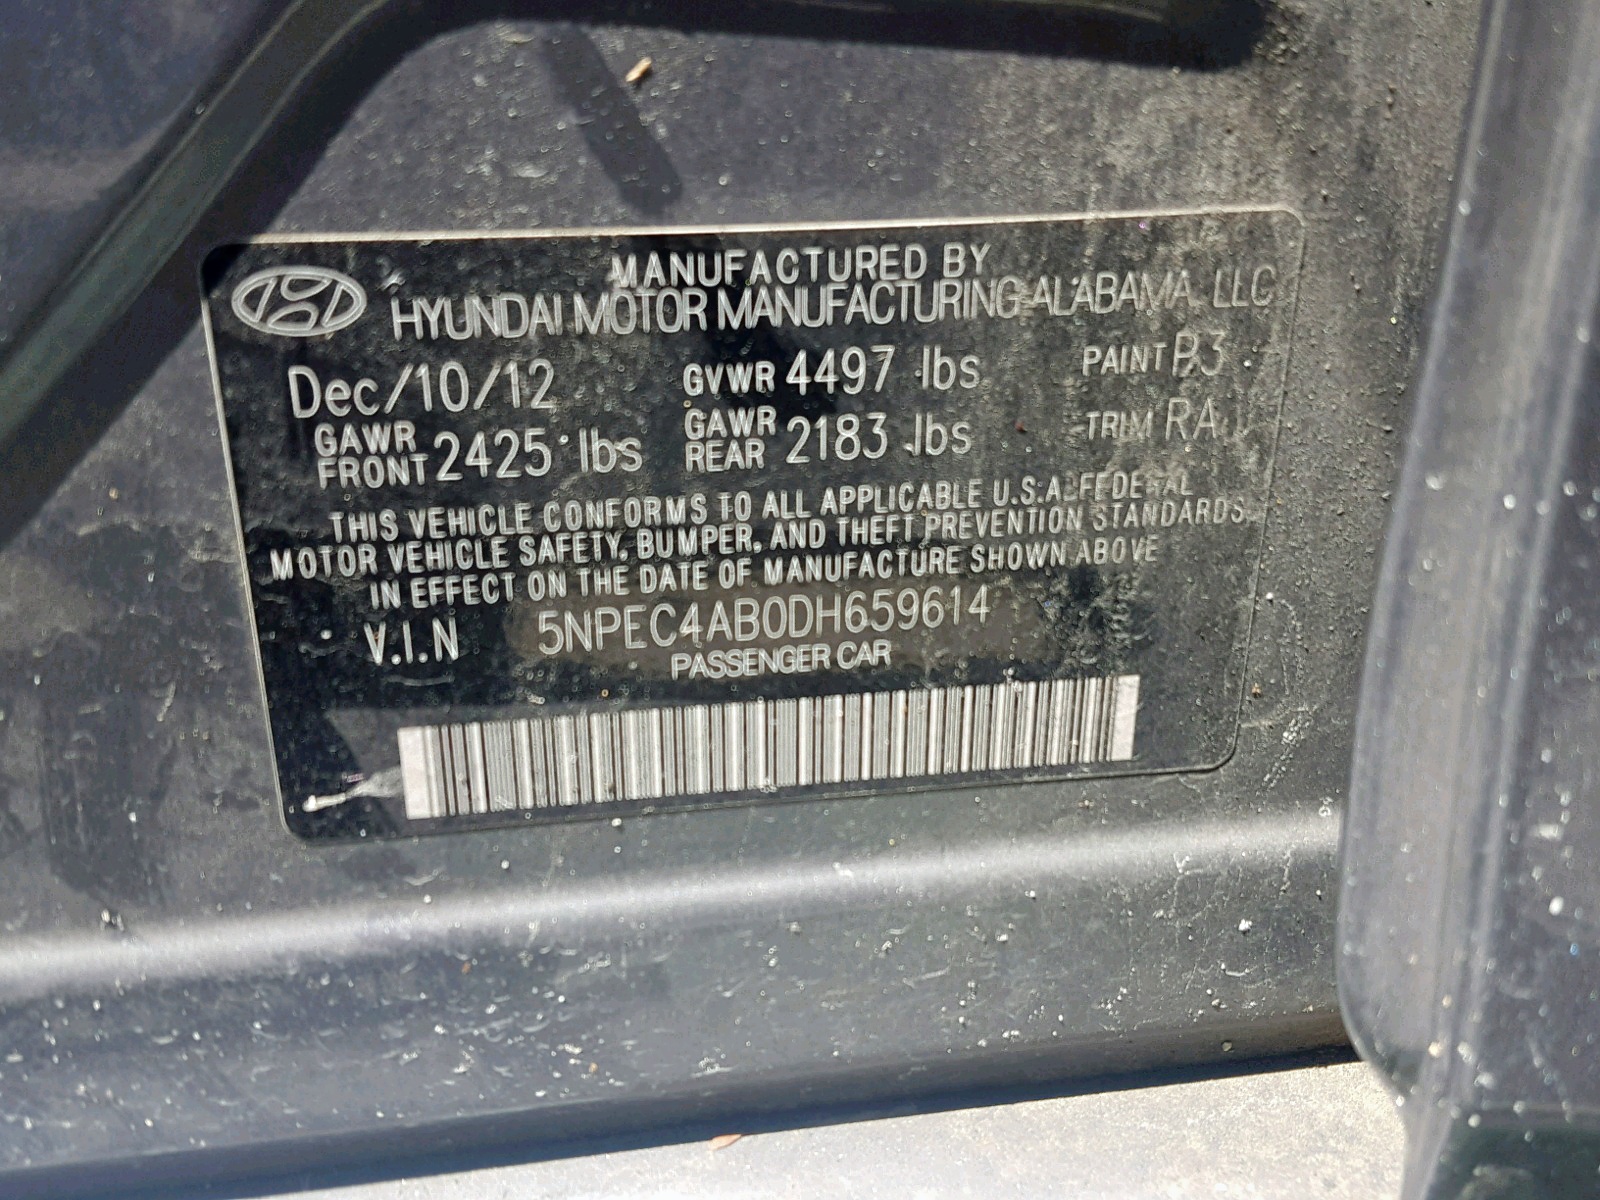 MANUFACTURED BY
HYUNDAI MOTOR MANUFACTURING ALABAMA, LLC
Dec/10/12 GVWR 4497 lbs PAINT P3
GAWR FRONT 2425 lbs GAWR REAR 2183 lbs TRIM RA
THIS VEHICLE CONFORMS TO ALL APPLICABLE U.S.A. FEDERAL
MOTOR VEHICLE SAFETY, BUMPER, AND THEFT PREVENTION STANDARDS
IN EFFECT ON THE DATE OF MANUFACTURE SHOWN ABOVE
V.I.N 5NPEC4AB0DH659614
PASSENGER CAR